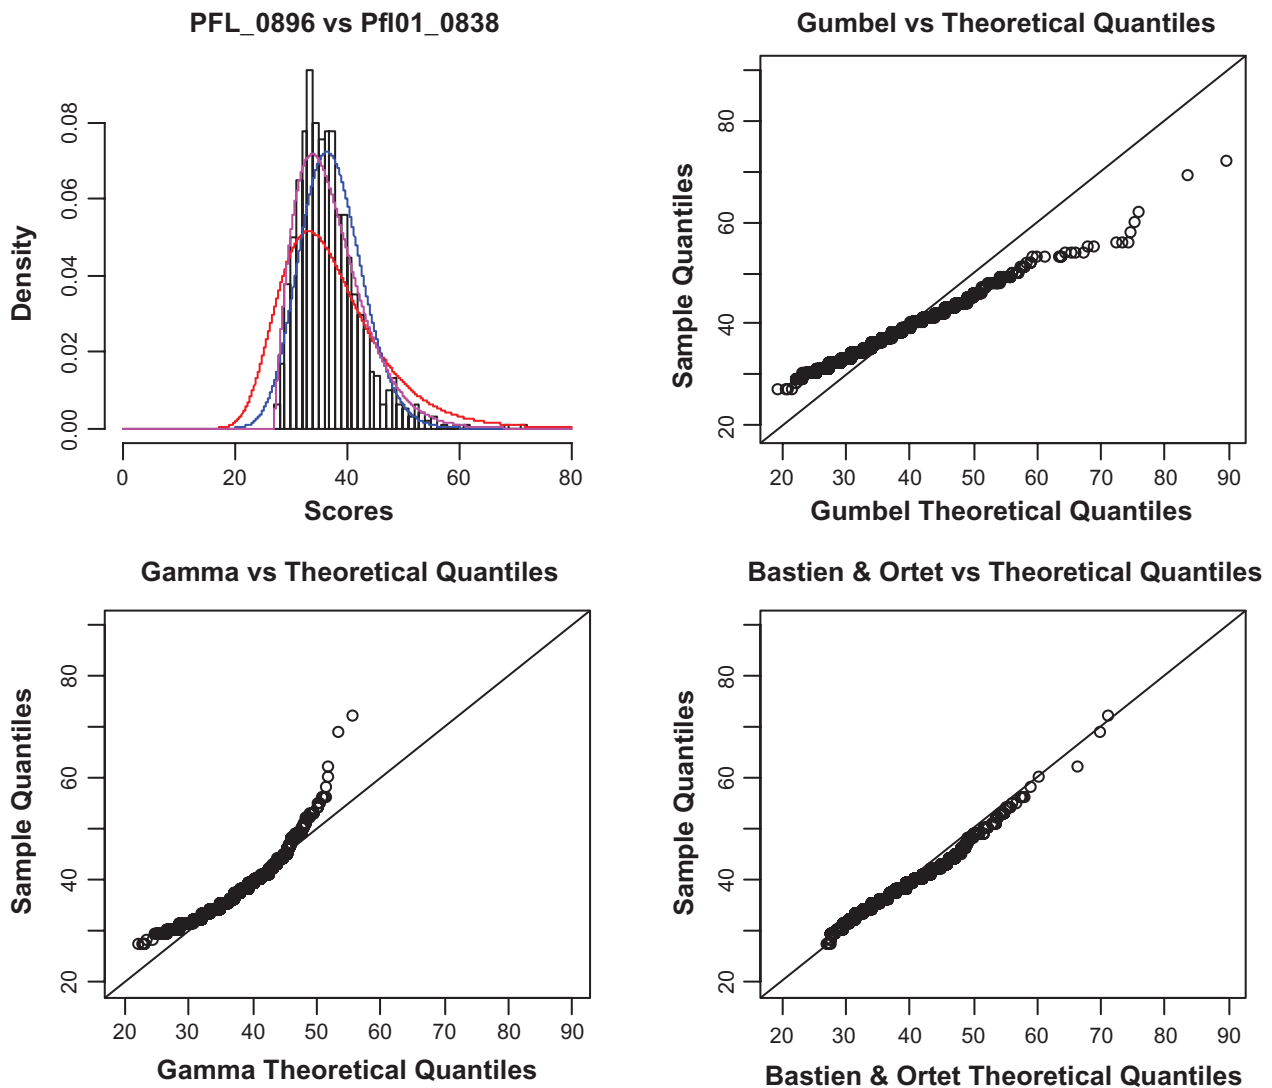 PFL_0896 vs Pfl01_0838
Density
0.00 0.02 0.04 0.06 0.08
0 20 40 60 80
Scores
Gumbel vs Theoretical Quantiles
Sample Quantiles
20 40 60 80
20 30 40 50 60 70 80 90
Gumbel Theoretical Quantiles
Gamma vs Theoretical Quantiles
Sample Quantiles
20 40 60 80
20 30 40 50 60 70 80 90
Gamma Theoretical Quantiles
Bastien & Ortet vs Theoretical Quantiles
Sample Quantiles
20 40 60 80
20 30 40 50 60 70 80 90
Bastien & Ortet Theoretical Quantiles